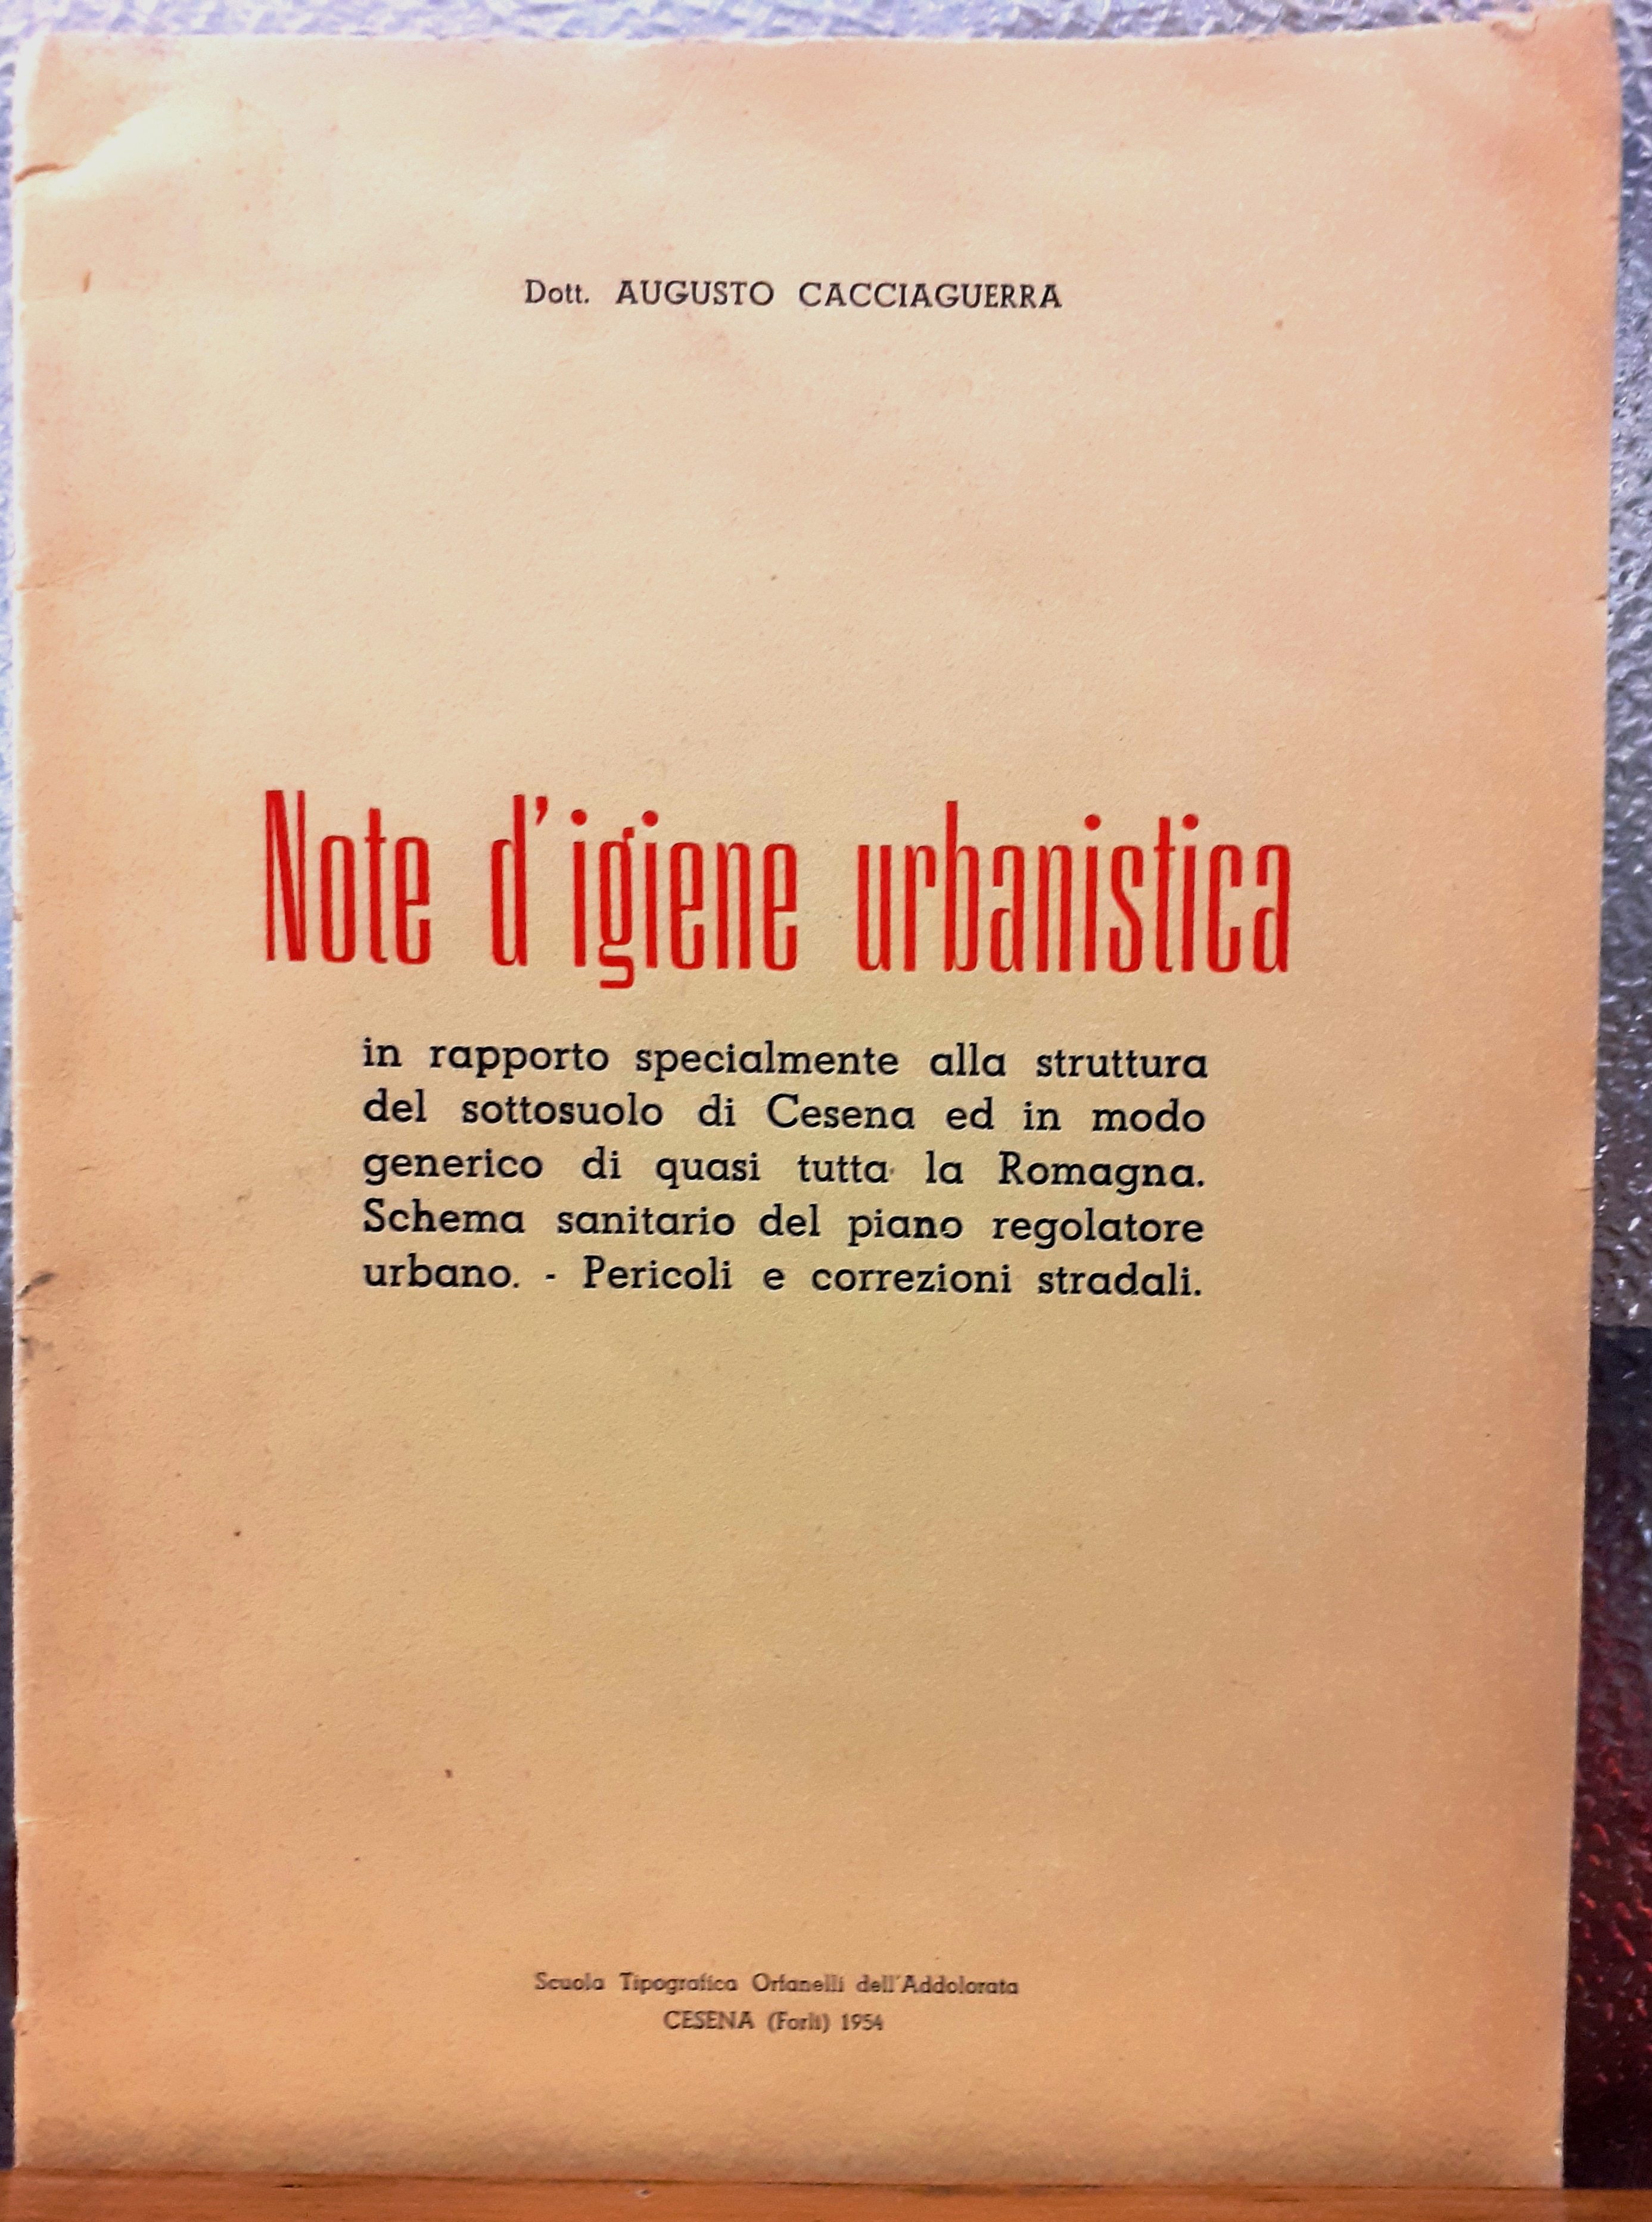 Dott. AUGUSTO CACCIAGUERRA
Note d'igiene urbanistica
in rapporto specialmente alla struttura
del sottosuolo di Cesena ed in modo
generico di quasi tutta la Romagna.
Schema sanitario del piano regolatore
urbano. - Pericoli e correzioni stradali.
Scuola Tipografica Orfanelli dell'Addolorata
CESENA (Forlì) 1954